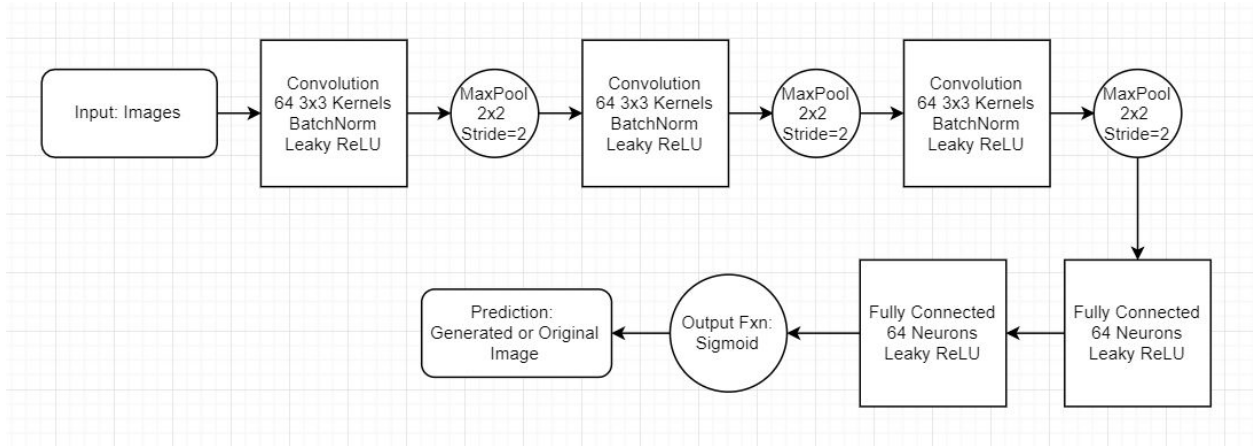 Input: Images
Convolution
64 3x3 Kernels
BatchNorm
Leaky ReLU
MaxPool
2x2
Stride=2
Convolution
64 3x3 Kernels
BatchNorm
Leaky ReLU
MaxPool
2x2
Stride=2
Convolution
64 3x3 Kernels
BatchNorm
Leaky ReLU
MaxPool
2x2
Stride=2
Fully Connected
64 Neurons
Leaky ReLU
Fully Connected
64 Neurons
Leaky ReLU
Output Fxn:
Sigmoid
Prediction:
Generated or Original
Image